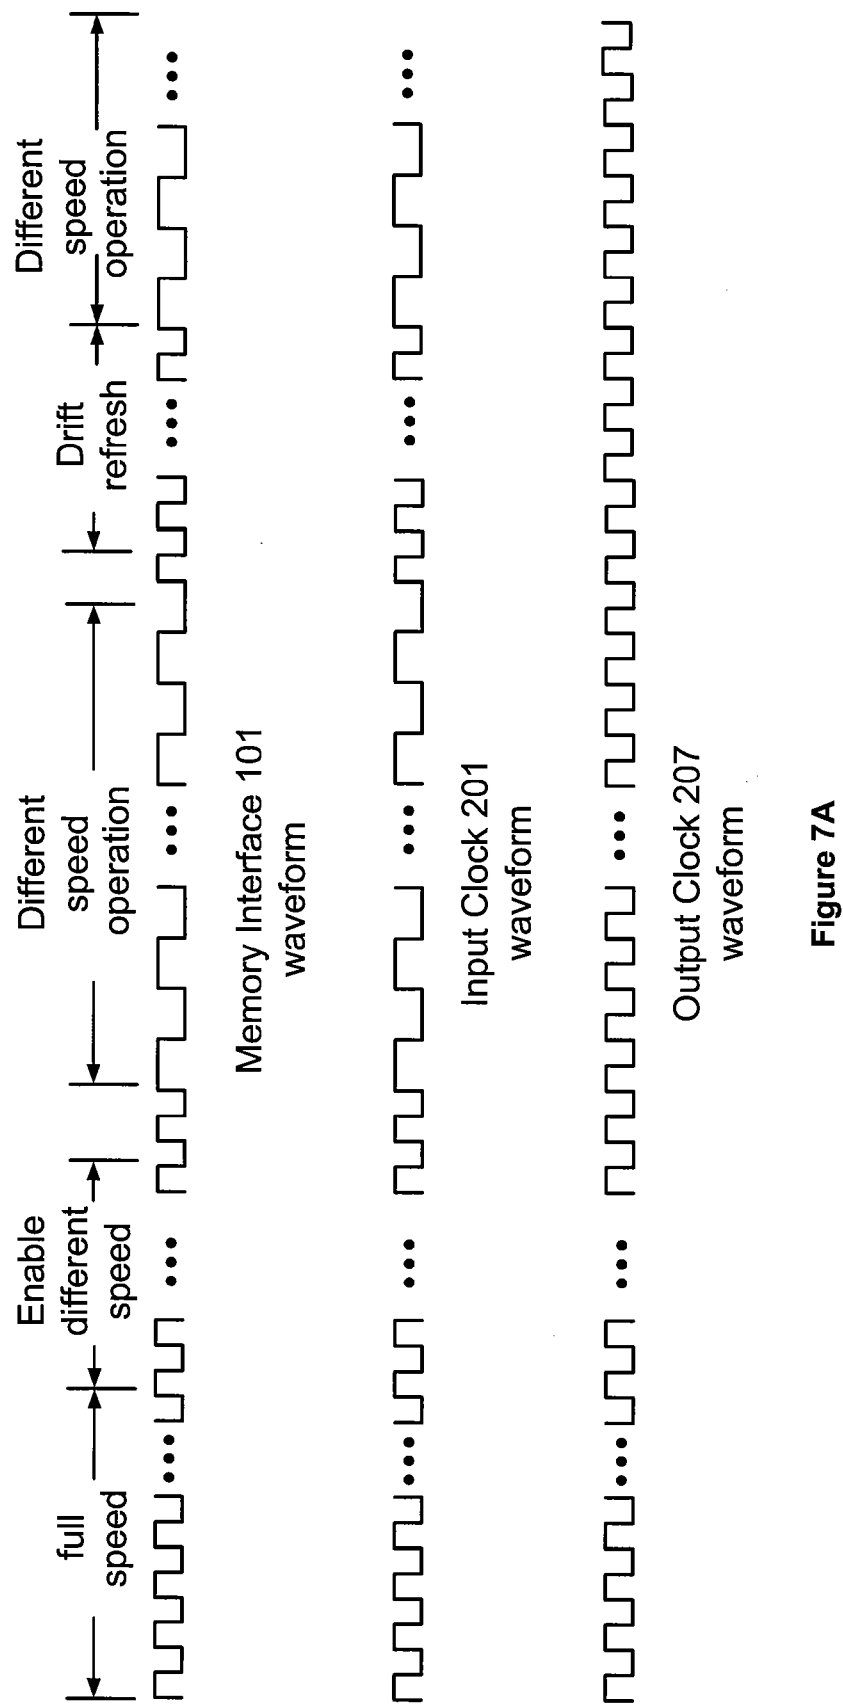 full
speed
Enable
different
speed
Different
speed
operation
Drift
refresh
Different
speed
operation
Memory Interface 101
waveform
Input Clock 201
waveform
Output Clock 207
waveform
Figure 7A